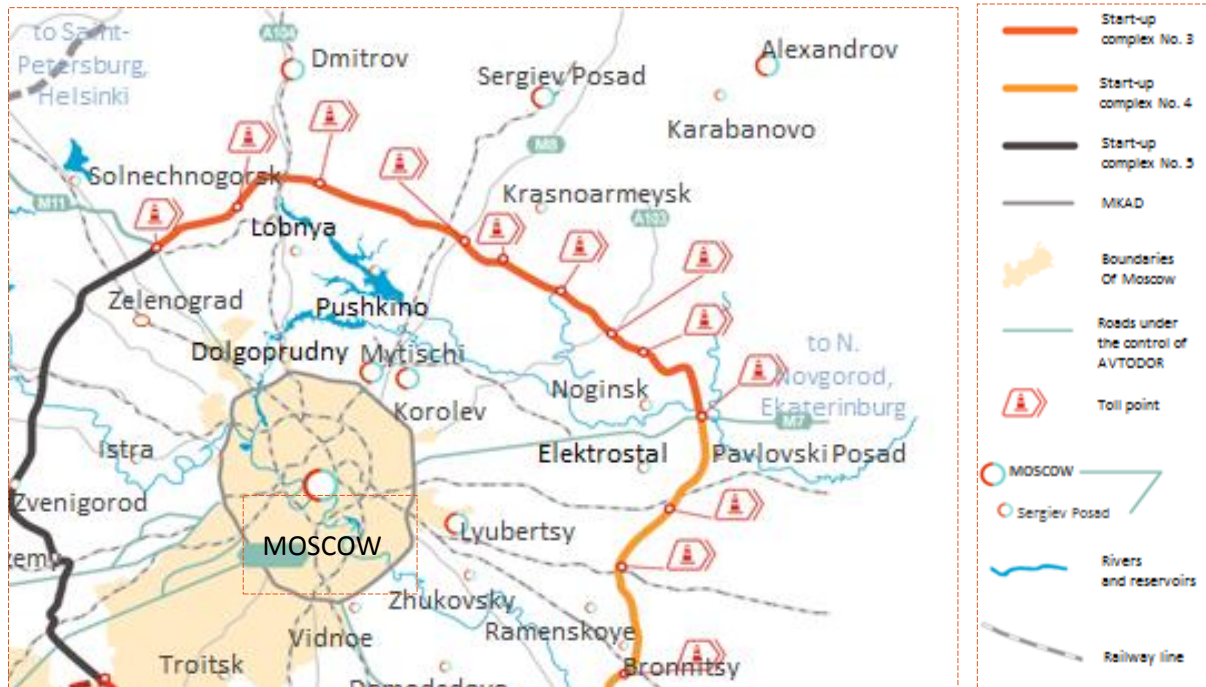 to Saint-
Petersburg,
Helsinki
A104
Dmitrov
Sergiev Posad
Alexandrov
Karabanovo
M8
Solnechnogorsk
Krasnoarmeysk
M11
A103
Lobnya
Zelenograd
Pushkino
Dolgoprudny
Mytischi
to N.
Novgorod,
Ekaterinburg
Noginsk
Korolev
M7
Istra
Elektrostal
Pavlovski Posad
Zvenigorod
Lyubertsy
MOSCOW
Zhukovsky
Vidnoe
Ramenskoye
Troitsk
Bronnitsy
Start-up
complex No. 3
Start-up
complex No. 4
Start-up
complex No. 5
MKAD
Boundaries
Of Moscow
Roads under
the control of
AVTODOR
Toll point
MOSCOW
Sergiev Posad
Rivers
and reservoirs
Railway line